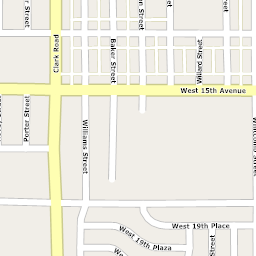 Clark Road
Baker Street
Willard Street
West 15th Avenue
Porter Street
Williams Street
West 19th Place
West 19th Plaza